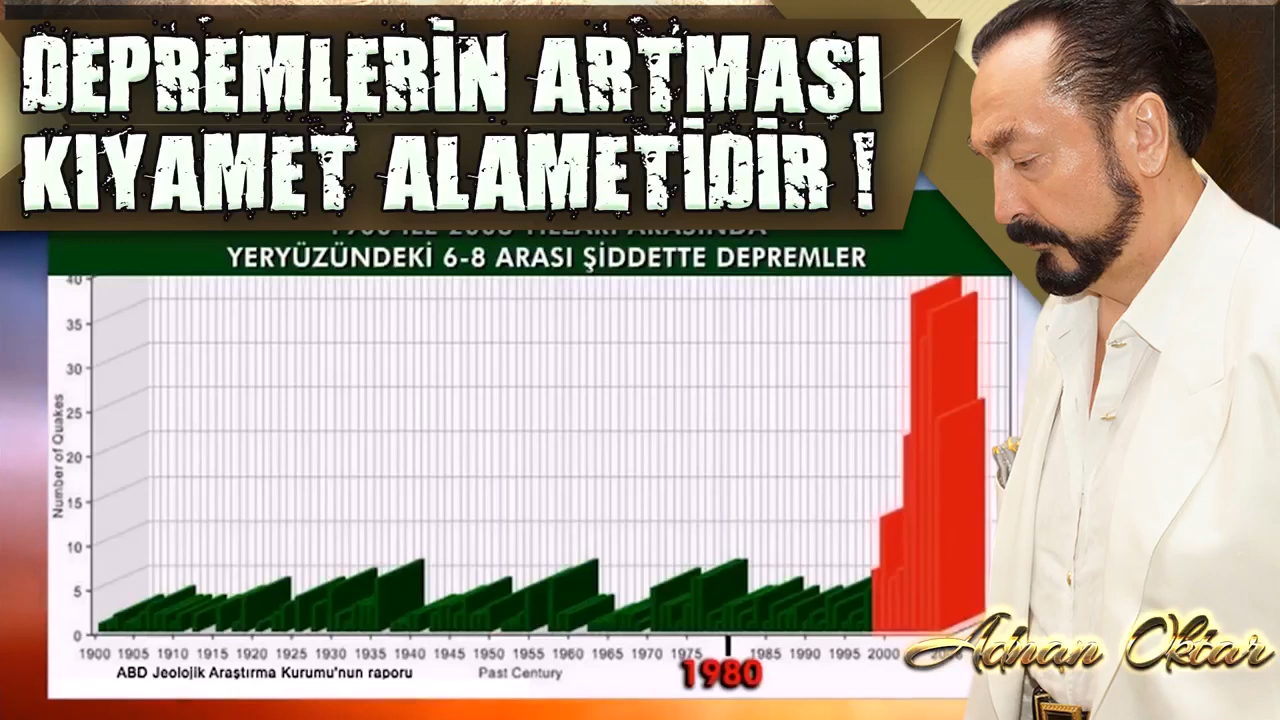 DEPREMLERİN ARTMASI
KIYAMET ALAMETİDİR !
YERYÜZÜNDEKİ 6-8 ARASI ŞİDDETTE DEPREMLER
40
35
30
25
20
15
10
5
0
Number of Quakes
1900 1905 1910 1915 1920 1925 1930 1935 1940 1945 1950 1955 1960 1965 1970 1975 1980 1985 1990 1995 2000
ABD Jeolojik Araştırma Kurumu'nun raporu
Past Century
Adnan Oktar